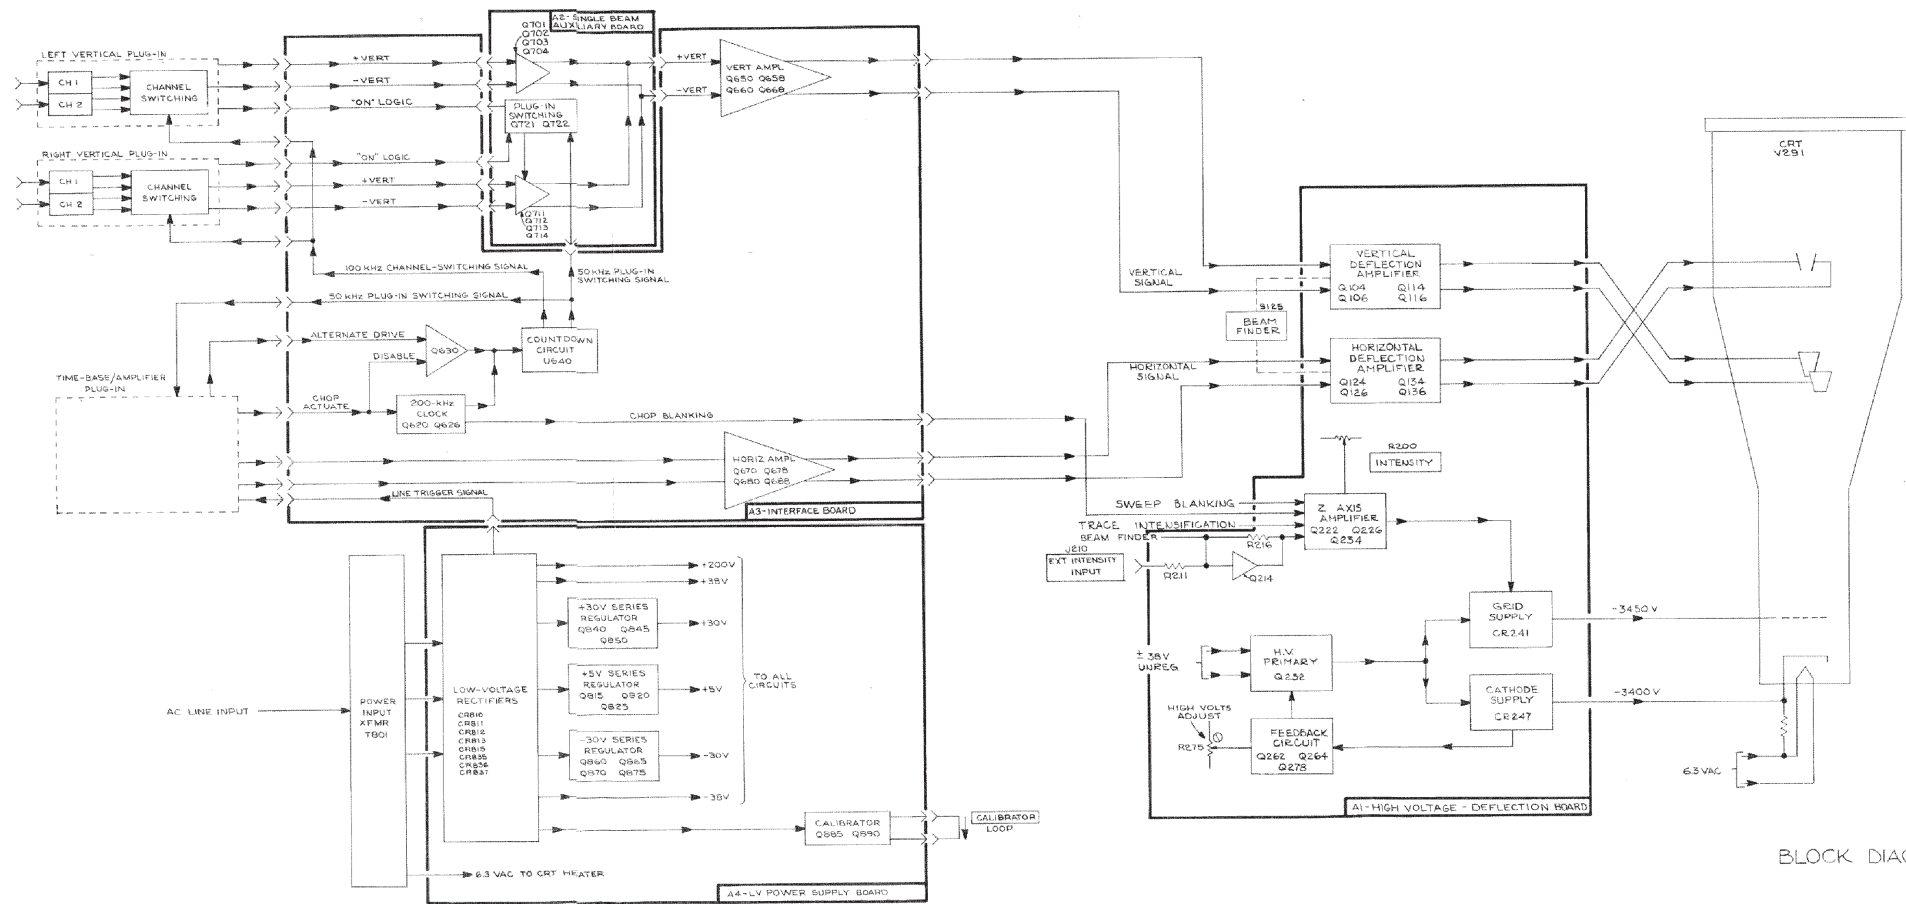 A2-SINGLE BEAM
AUXILIARY BOARD
Q701
Q702
Q703
Q704
LEFT VERTICAL PLUG-IN
CH 1
CH 2
CHANNEL
SWITCHING
+VERT
-VERT
"ON" LOGIC
PLUG-IN
SWITCHING
Q721 Q722
+VERT
-VERT
VERT AMPL
Q650 Q658
Q660 Q668
RIGHT VERTICAL PLUG-IN
CH 1
CH 2
CHANNEL
SWITCHING
"ON" LOGIC
+VERT
-VERT
Q711
Q712
Q713
Q714
100 kHz CHANNEL-SWITCHING SIGNAL
50 kHz PLUG-IN
SWITCHING SIGNAL
50 kHz PLUG-IN SWITCHING SIGNAL
ALTERNATE DRIVE
DISABLE
Q630
COUNTDOWN
CIRCUIT
U640
TIME-BASE/AMPLIFIER
PLUG-IN
CHOP
ACTUATE
200-kHz
CLOCK
Q620 Q626
CHOP BLANKING
HORIZ AMPL
Q670 Q678
Q680 Q688
LINE TRIGGER SIGNAL
A3-INTERFACE BOARD
CRT
V291
VERTICAL
SIGNAL
VERTICAL
DEFLECTION
AMPLIFIER
Q104 Q114
Q106 Q116
S125
BEAM
FINDER
HORIZONTAL
SIGNAL
HORIZONTAL
DEFLECTION
AMPLIFIER
Q124 Q134
Q126 Q136
R200
INTENSITY
SWEEP BLANKING
TRACE INTENSIFICATION
BEAM FINDER
Z AXIS
AMPLIFIER
Q222 Q226
Q234
J210
EXT INTENSITY
INPUT
R216
R211
Q214
GRID
SUPPLY
CR241
-3450 V
± 38V
UNREG
H.V.
PRIMARY
Q252
CATHODE
SUPPLY
CR247
-3400 V
HIGH VOLTS
ADJUST
R275
FEEDBACK
CIRCUIT
Q262 Q264
Q278
6.3 VAC
A1-HIGH VOLTAGE - DEFLECTION BOARD
AC LINE INPUT
POWER
INPUT
XFMR
T801
LOW-VOLTAGE
RECTIFIERS
CR810
CR811
CR812
CR813
CR815
CR835
CR836
CR837
+200V
+38V
+30V SERIES
REGULATOR
Q840 Q845
Q850
+30V
+5V SERIES
REGULATOR
Q815 Q820
Q825
+5V
TO ALL
CIRCUITS
-30V SERIES
REGULATOR
Q860 Q865
Q870 Q875
-30V
-38V
CALIBRATOR
Q885 Q890
CALIBRATOR
LOOP
6.3 VAC TO CRT HEATER
A4-LV POWER SUPPLY BOARD
BLOCK DIAG